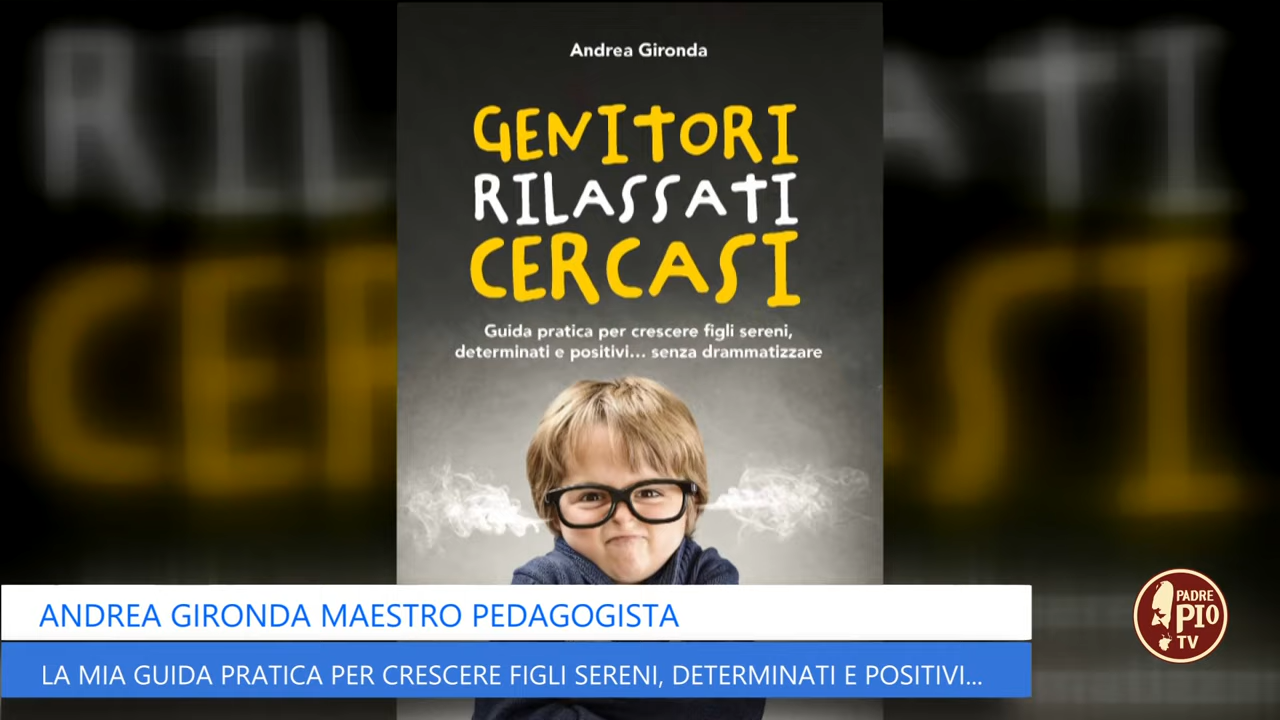 Andrea Gironda
GENITORI
RILASSATI
CERCASI
Guida pratica per crescere figli sereni,
determinati e positivi... senza drammatizzare
ANDREA GIRONDA MAESTRO PEDAGOGISTA
LA MIA GUIDA PRATICA PER CRESCERE FIGLI SERENI, DETERMINATI E POSITIVI...
PADRE
PIO
TV